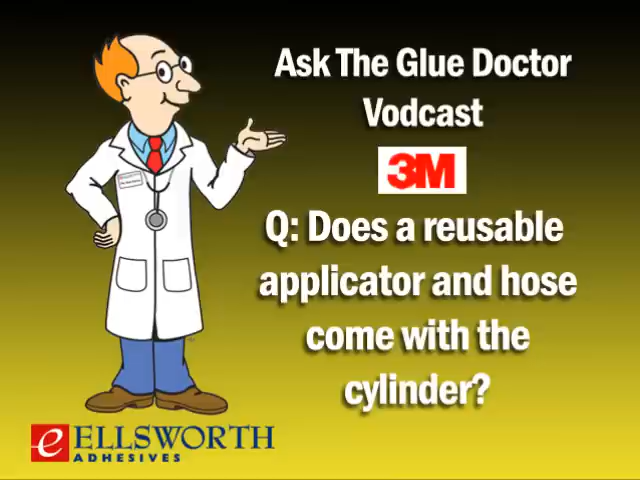 Ask The Glue Doctor
Vodcast
3M
Q: Does a reusable
applicator and hose
come with the
cylinder?
e ELLSWORTH
ADHESIVES